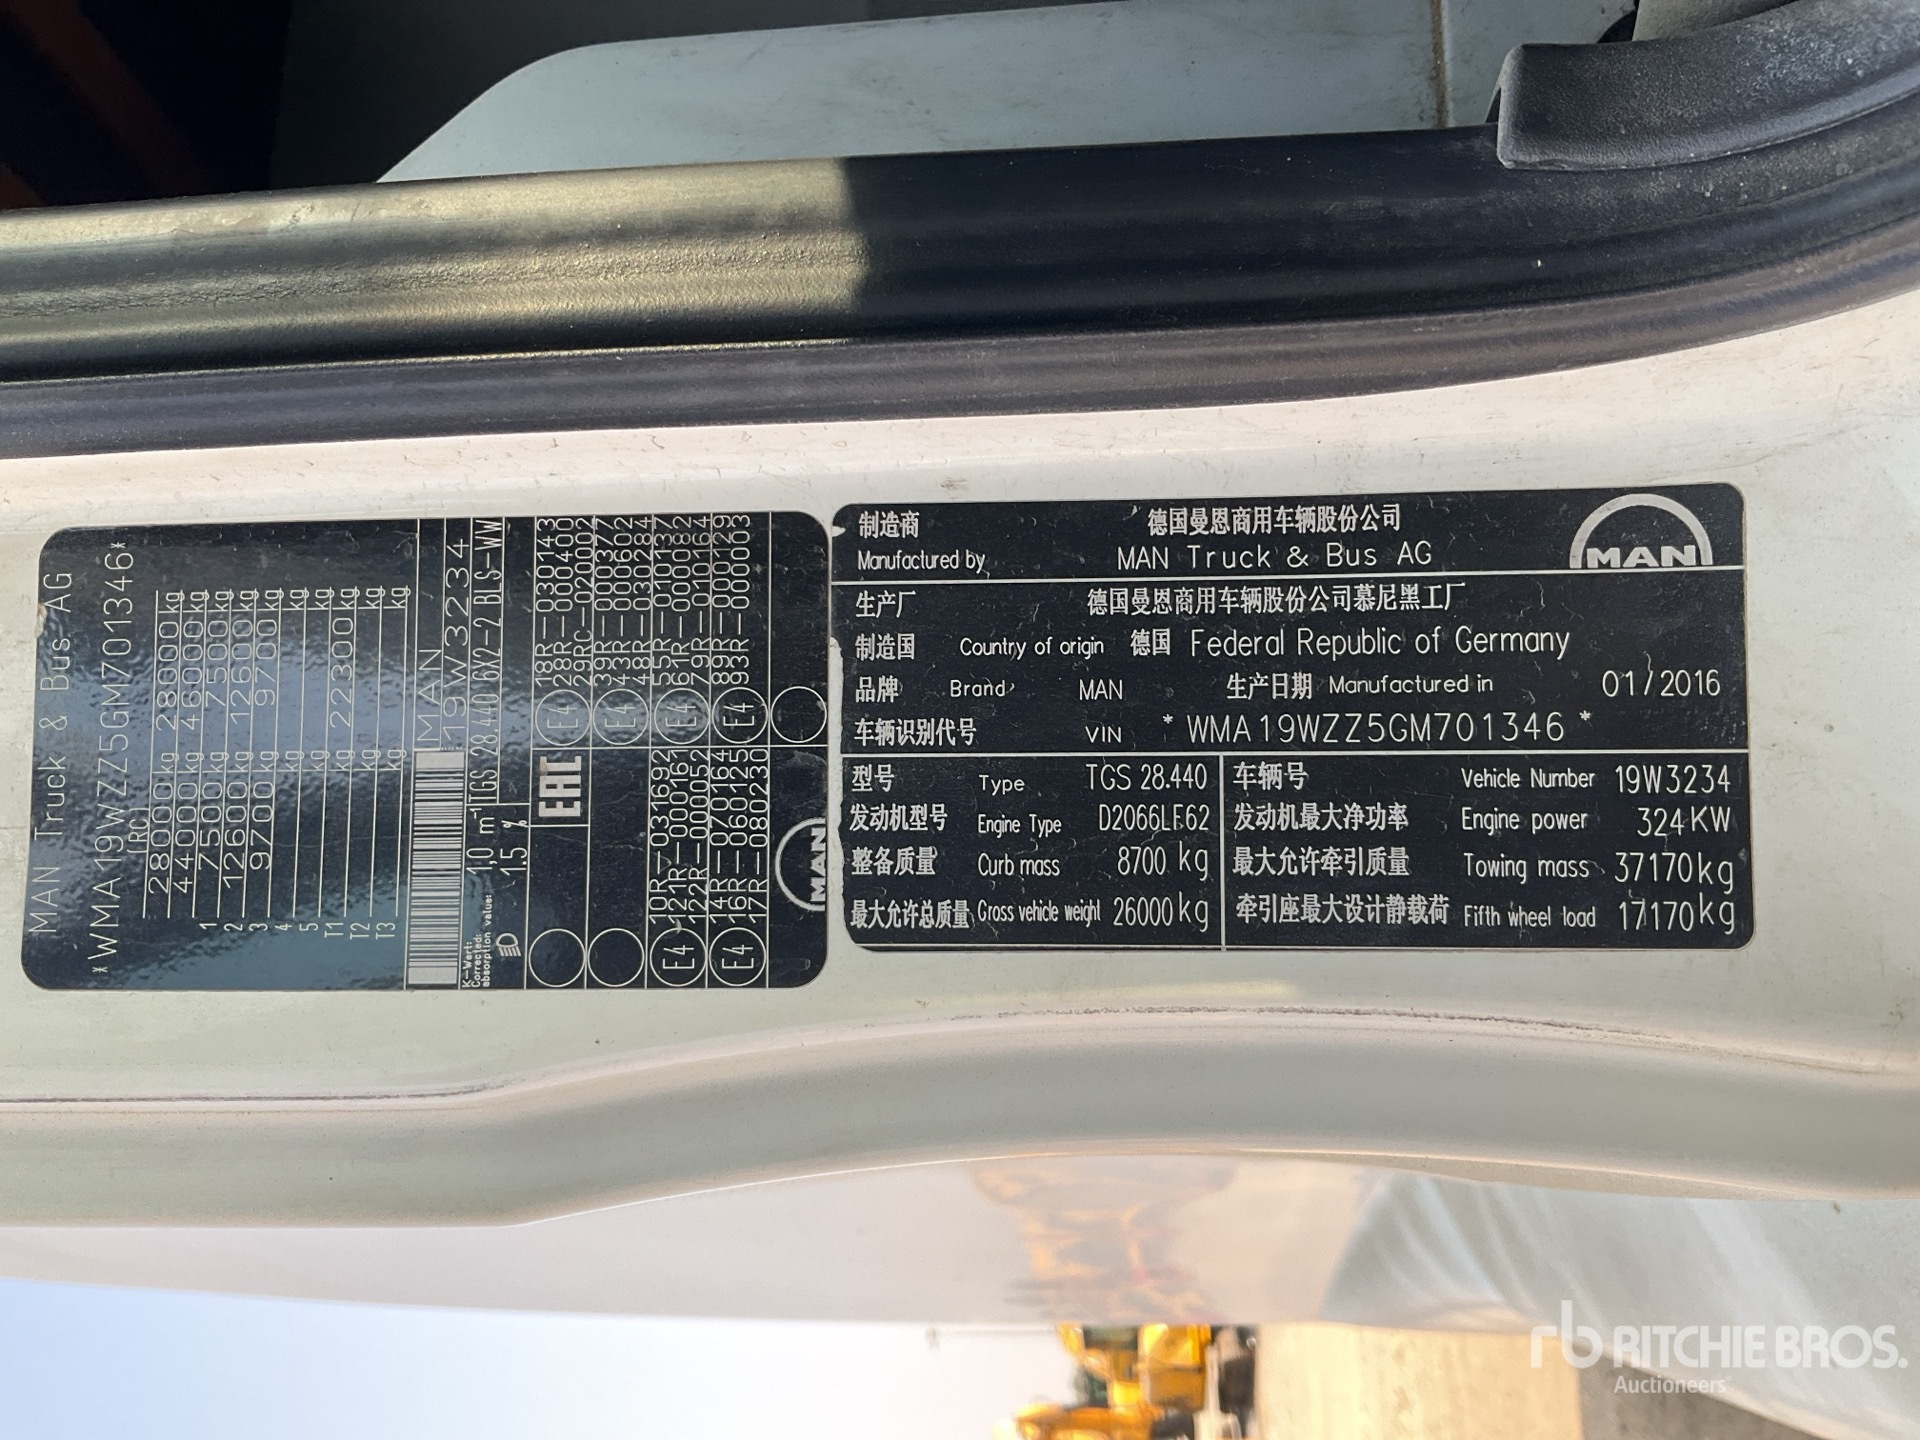 MAN Truck & Bus AG
*WMA19WZZ5GM701346*
(RC)
28000 kg 28000 kg
44000 kg 46000 kg
1 7500 kg 7500 kg
2 12600 kg 12600 kg
3 9700 kg 9700 kg
4 kg kg
5 kg kg
T1 kg 22300 kg
T2 kg kg
T3 kg kg
MAN
19W3234
K-Wert:
Corrected:
absorption value: 1,0 m⁻¹ TGS 28.440 6X2-2 BLS-WW
1.5 %
EAC
E4 18R-030143
28R-000400
29RC-020002
E4 39R-000377
43R-000602
48R-030284
10R-031692 E4 55R-010137
E4 121R-000161 61R-000082
122R-000052 79R-010164
14R-070164 89R-000129
E4 16R-060125 E4 93R-000003
17R-080230
MAN
制造商 德国曼恩商用车辆股份公司
Manufactured by MAN Truck & Bus AG
MAN
生产厂 德国曼恩商用车辆股份公司慕尼黑工厂
制造国 Country of origin 德国 Federal Republic of Germany
品牌 Brand MAN 生产日期 Manufactured in 01/2016
车辆识别代号 VIN *WMA19WZZ5GM701346*
型号 Type TGS 28.440 车辆号 Vehicle Number 19W3234
发动机型号 Engine Type D2066LF62 发动机最大净功率 Engine power 324KW
整备质量 Curb mass 8700 kg 最大允许牵引质量 Towing mass 37170kg
最大允许总质量 Gross vehicle weight 26000kg 牵引座最大设计静载荷 Fifth wheel load 17170kg
rb RITCHIE BROS.
Auctioneers